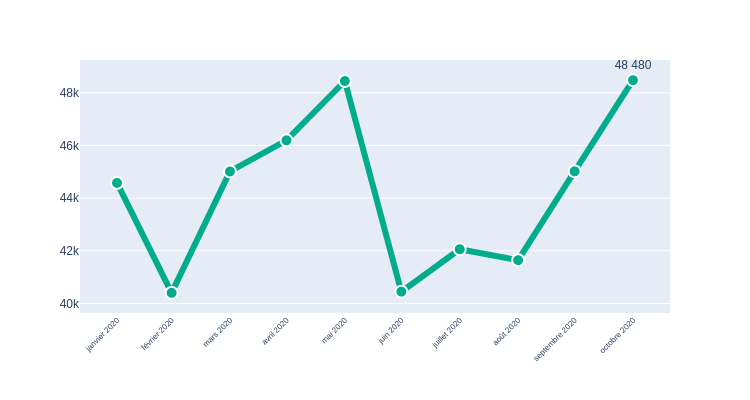 48 480
48k
46k
44k
42k
40k
janvier 2020
février 2020
mars 2020
avril 2020
mai 2020
juin 2020
juillet 2020
août 2020
septembre 2020
octobre 2020